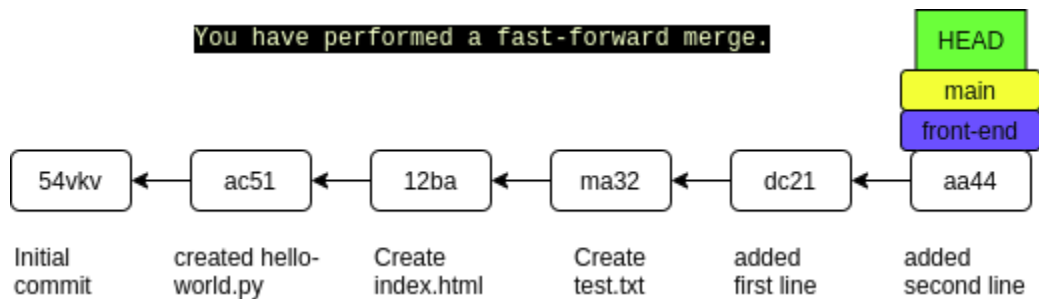 You have performed a fast-forward merge.
HEAD
main
front-end
54vkv
ac51
12ba
ma32
dc21
aa44
Initial
commit
created hello-
world.py
Create
index.html
Create
test.txt
added
first line
added
second line